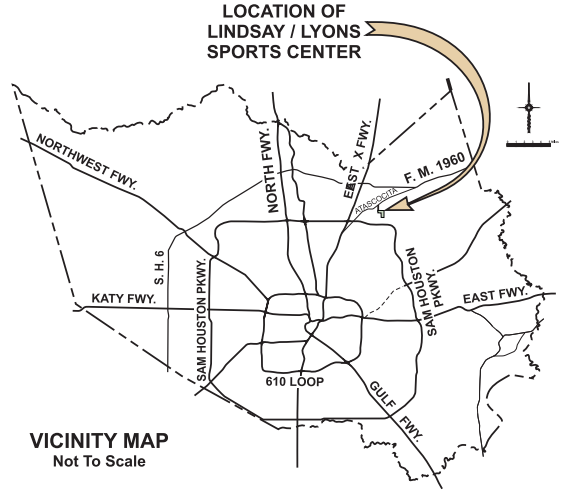 LOCATION OF
LINDSAY / LYONS
SPORTS CENTER
NORTHWEST FWY.
NORTH FWY.
EAST X FWY.
F. M. 1960
ATASCOCITA
S. H. 6
KATY FWY.
SAM HOUSTON PKWY.
SAM HOUSTON
PKWY.
EAST FWY.
610 LOOP
GULF FWY.
VICINITY MAP
Not To Scale